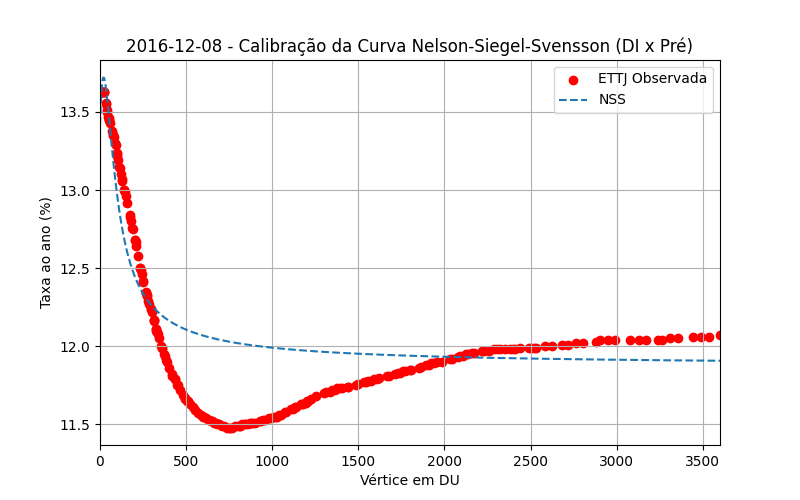 2016-12-08 - Calibração da Curva Nelson-Siegel-Svensson (DI x Pré)
ETTJ Observada
NSS
Taxa ao ano (%)
13.5
13.0
12.5
12.0
11.5
0 500 1000 1500 2000 2500 3000 3500
Vértice em DU